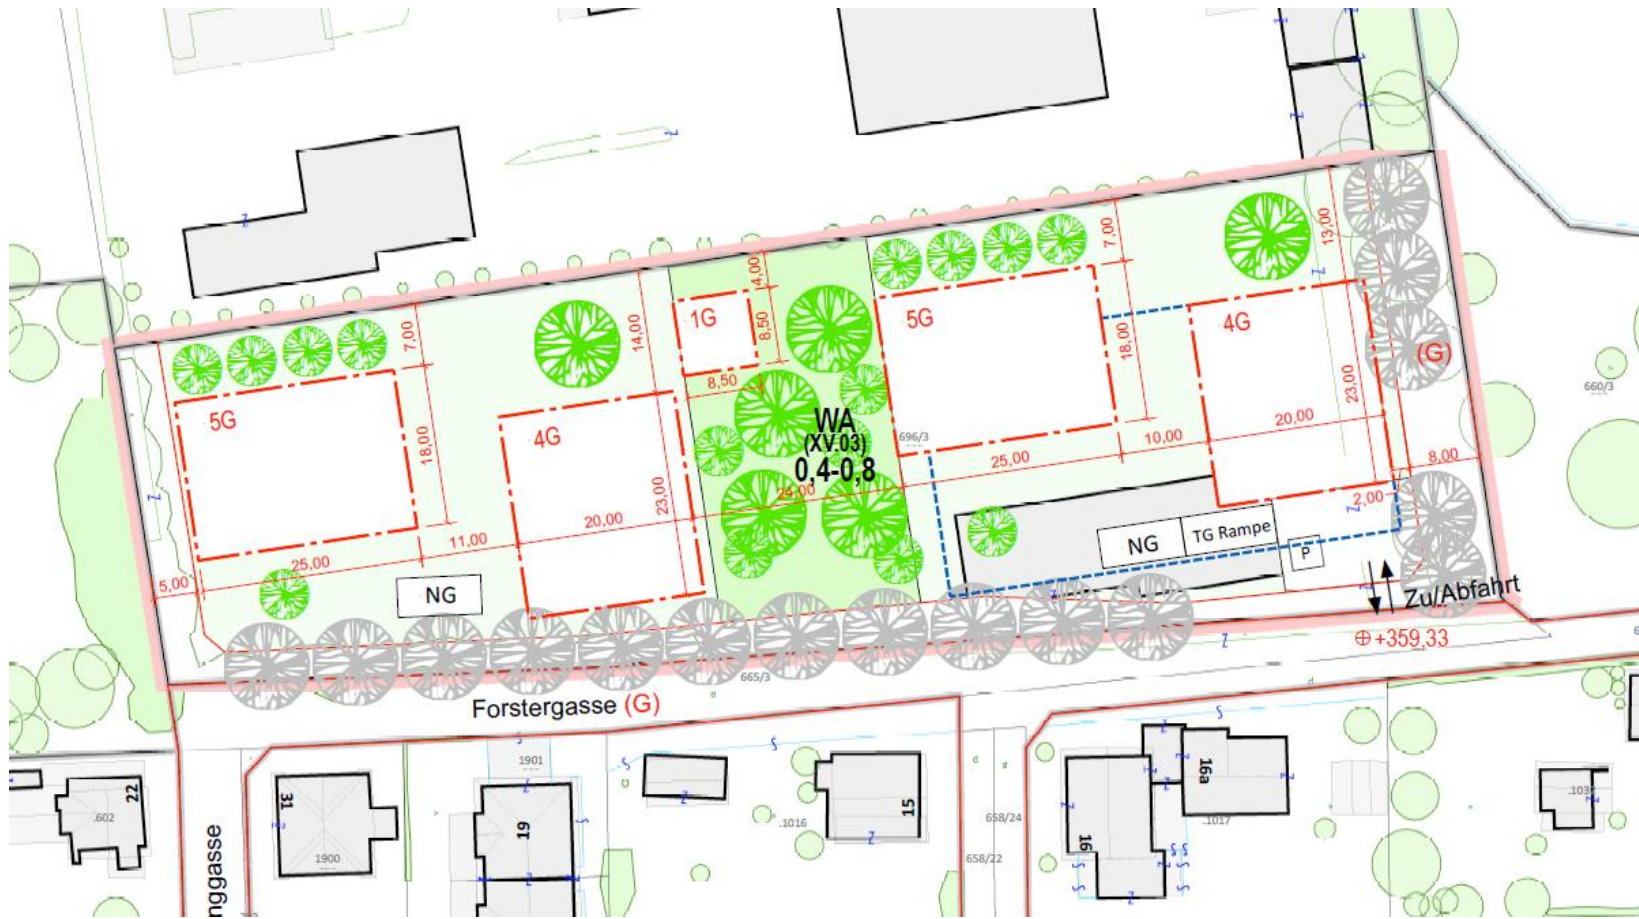 7,00
13,00
4,00
1G
14,00
8,50
5G
4G
7,00
18,00
(G)
8,50
23,00
660/3
5G
4G
WA
(XV.03)
0,4-0,8
696/3
20,00
10,00
25,00
8,00
18,00
24,00
23,00
2,00
20,00
11,00
25,00
5,00
NG
TG Rampe
P
NG
Zu/Abfahrt
+359,33
665/3
Forstergasse (G)
1901
22
.602
31
1900
19
.1016
15
658/24
658/22
16a
16
.1017
nggasse